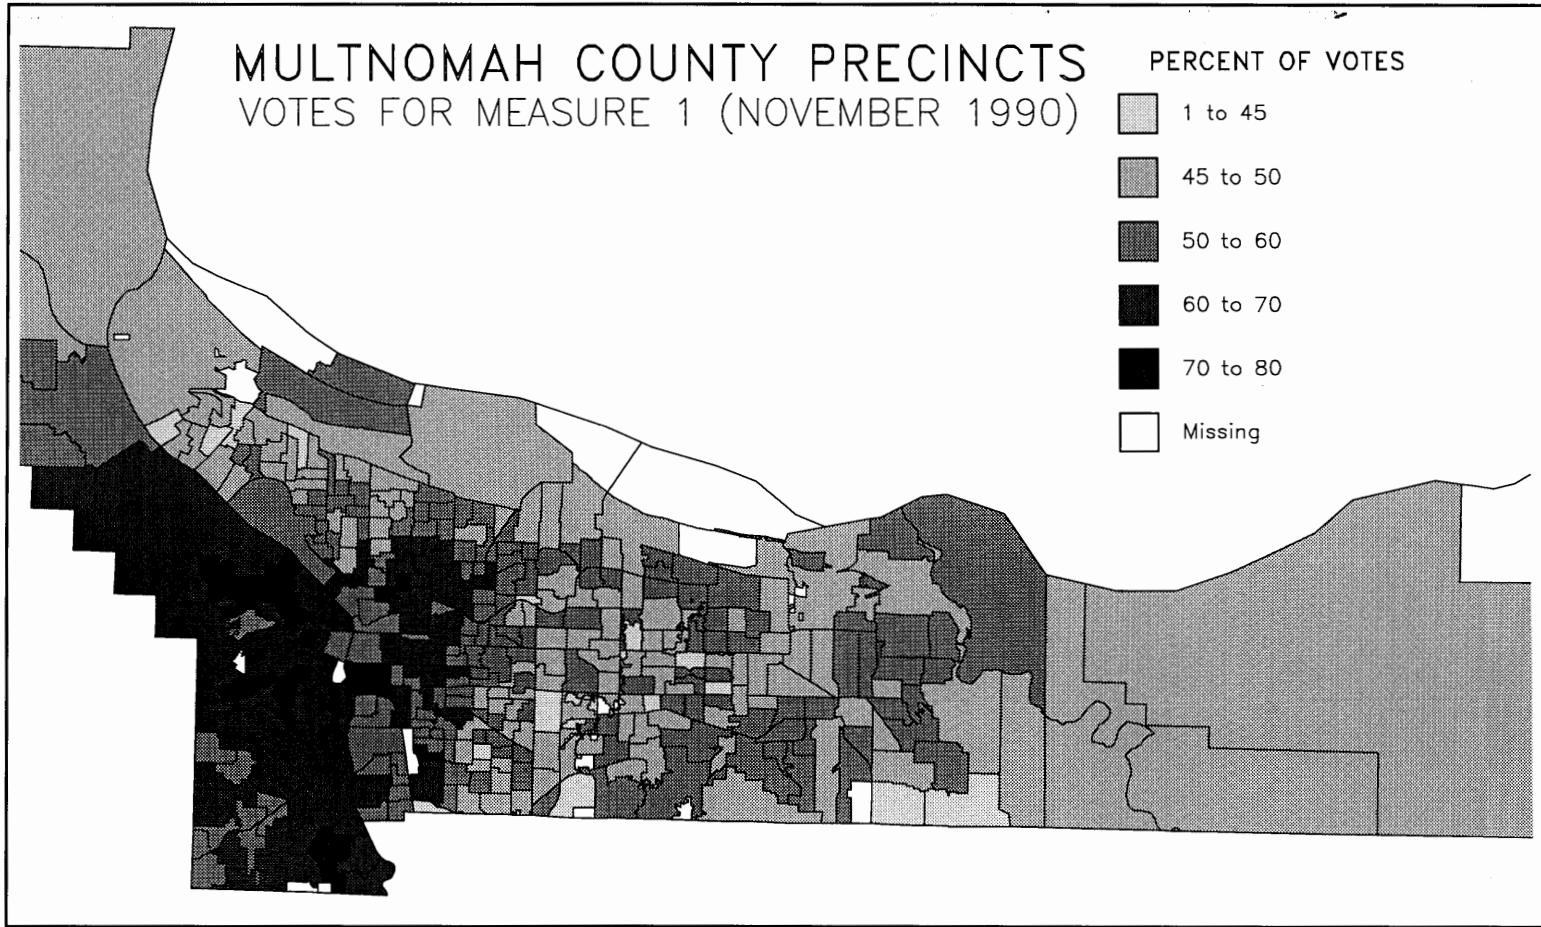 MULTNOMAH COUNTY PRECINCTS
VOTES FOR MEASURE 1 (NOVEMBER 1990)
PERCENT OF VOTES
1 to 45
45 to 50
50 to 60
60 to 70
70 to 80
Missing